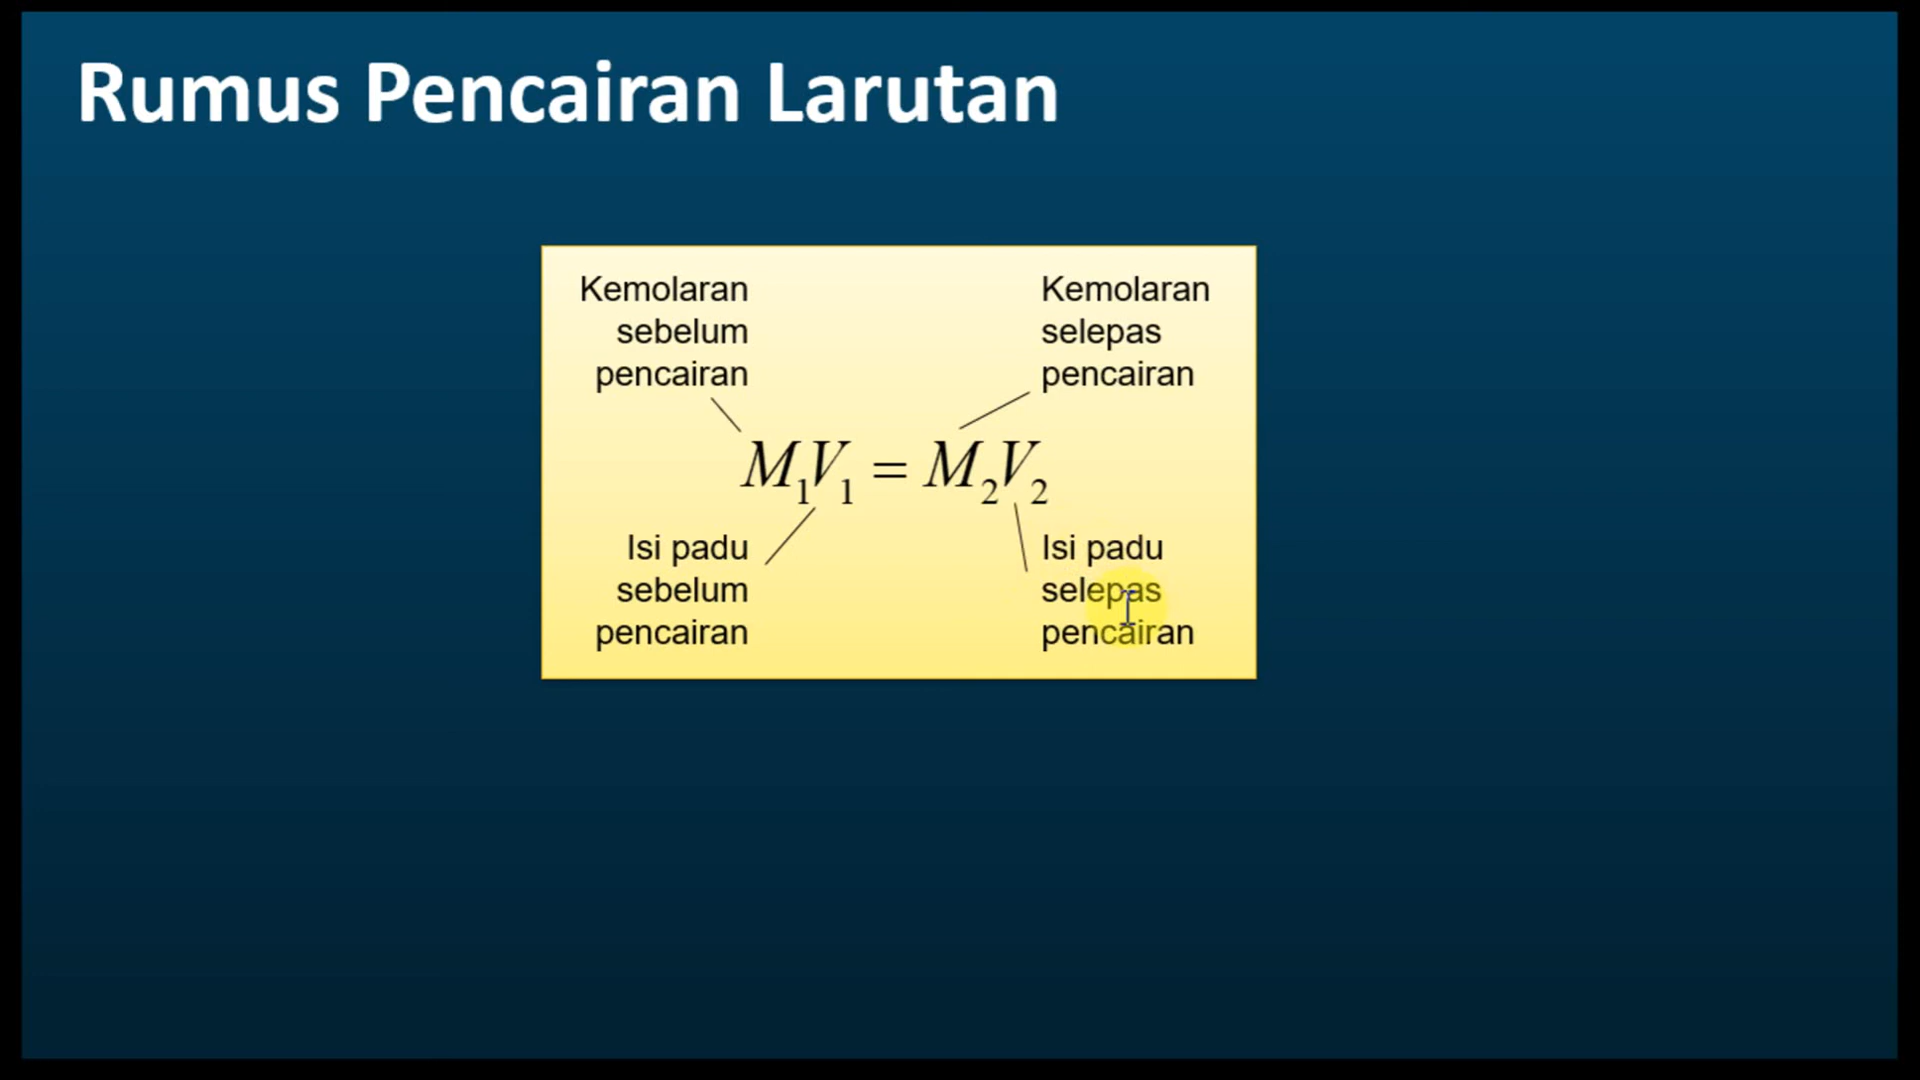 Rumus Pencairan Larutan
Kemolaran
sebelum
pencairan
Kemolaran
selepas
pencairan
M₁V₁ = M₂V₂
Isi padu
sebelum
pencairan
Isi padu
selepas
pencairan